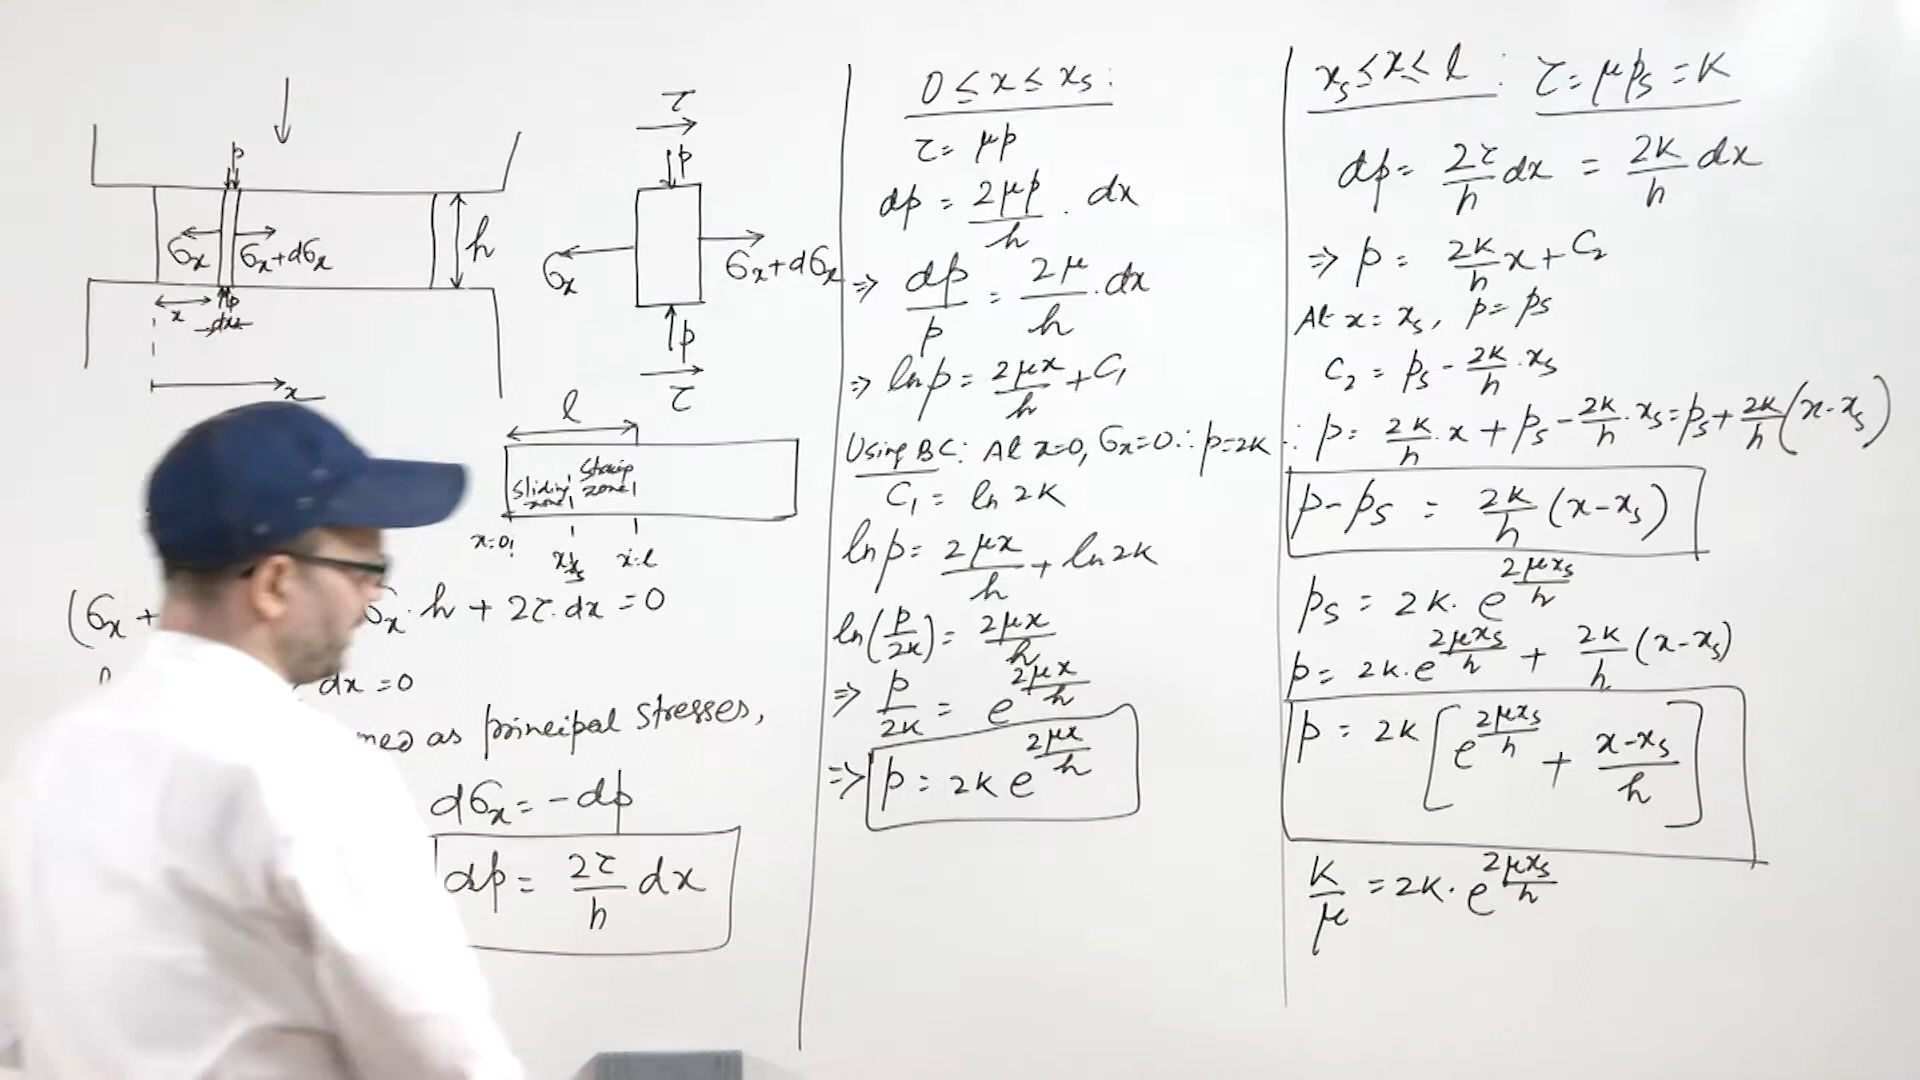 p
h
σx
σx+dσx
p
x
dx
x
τ
p
σx
σx+dσx
p
τ
l
Sliding zone
Sticking zone
x=0
xs
x=l
(σx + σx·h + 2τ·dx = 0
dx = 0
med as principal stresses,
dσx = -dp
dp = 2τ/h dx
0 ≤ x ≤ xs :
τ = μp
dp = 2μp/h . dx
⇒ dp/p = 2μ/h . dx
⇒ ln p = 2μx/h + C1
Using BC: At x=0, σx=0 ∴ p=2K
C1 = ln 2K
ln p = 2μx/h + ln 2K
ln(p/2K) = 2μx/h
⇒ p/2K = e^(2μx/h)
⇒ p = 2K e^(2μx/h)
xs ≤ x ≤ l : τ = μps = K
dp = 2τ/h dx = 2K/h dx
⇒ p = 2K/h x + C2
At x = xs, p = ps
C2 = ps - 2K/h . xs
∴ p = 2K/h . x + ps - 2K/h . xs = ps + 2K/h (x-xs)
p - ps = 2K/h (x-xs)
ps = 2K . e^(2μxs/h)
p = 2K . e^(2μxs/h) + 2K/h (x-xs)
p = 2K [e^(2μxs/h) + (x-xs)/h]
K/μ = 2K . e^(2μxs/h)